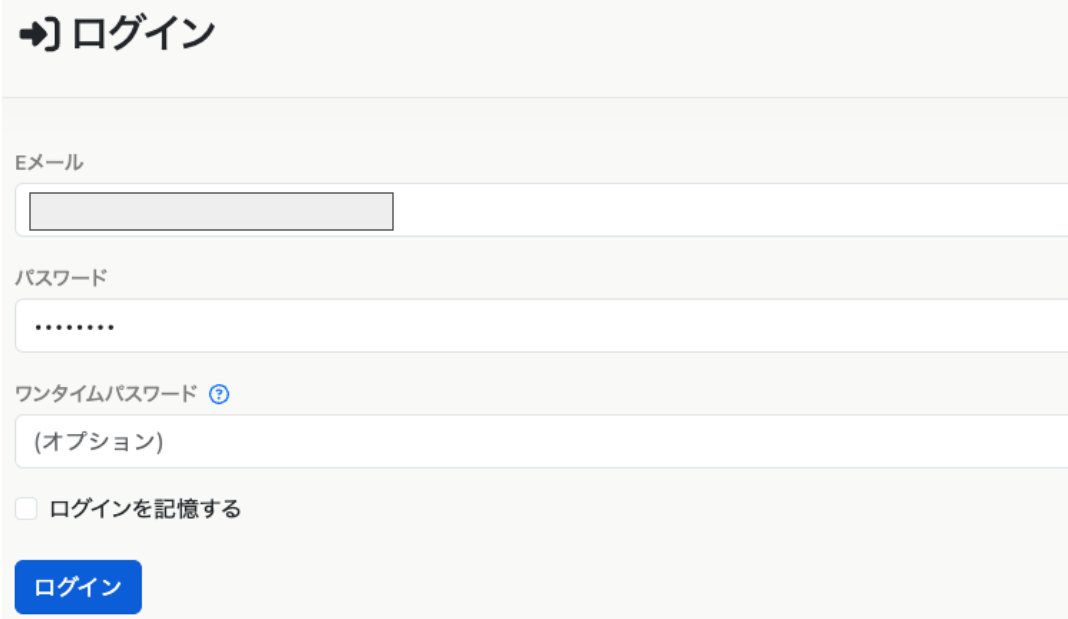 ログイン
Eメール
••••••••
パスワード
ワンタイムパスワード ?
(オプション)
ログインを記憶する
ログイン